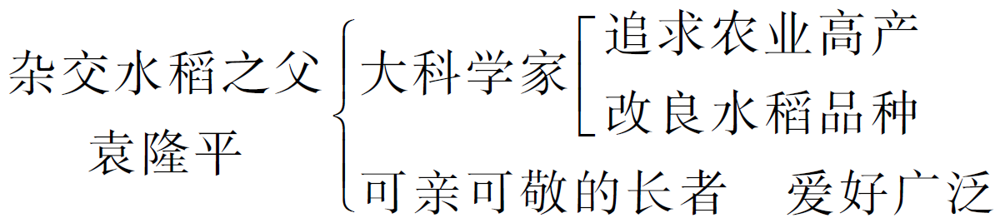 杂交水稻之父
袁隆平
大科学家
追求农业高产
改良水稻品种
可亲可敬的长者 爱好广泛